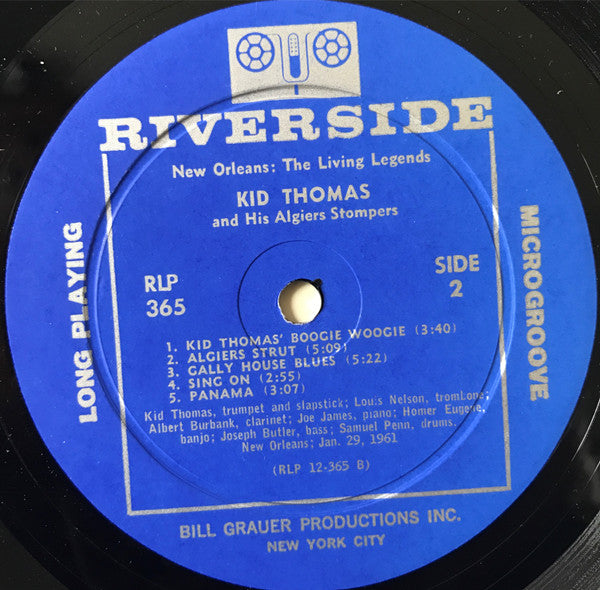 RIVERSIDE
New Orleans: The Living Legends
KID THOMAS
and His Algiers Stompers
LONG PLAYING
MICROGROOVE
RLP
365
SIDE
2
1. KID THOMAS' BOOGIE WOOGIE (3:40)
2. ALGIERS STRUT (5:09)
3. GALLY HOUSE BLUES (5:22)
4. SING ON (2:55)
5. PANAMA (3:07)
Kid Thomas, trumpet and slapstick; Louis Nelson, trombone;
Albert Burbank, clarinet; Joe James, piano; Homer Eugene,
banjo; Joseph Butler, bass; Samuel Penn, drums.
New Orleans; Jan. 29, 1961
(RLP 12-365 B)
BILL GRAUER PRODUCTIONS INC.
NEW YORK CITY